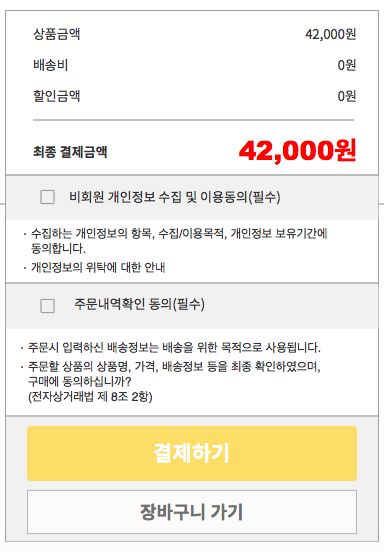 상품금액 42,000원
배송비 0원
할인금액 0원
최종 결제금액 42,000원
비회원 개인정보 수집 및 이용동의(필수)
· 수집하는 개인정보의 항목, 수집/이용목적, 개인정보 보유기간에
동의합니다.
· 개인정보의 위탁에 대한 안내
주문내역확인 동의(필수)
· 주문시 입력하신 배송정보는 배송을 위한 목적으로 사용됩니다.
· 주문할 상품의 상품명, 가격, 배송정보 등을 최종 확인하였으며,
구매에 동의하십니까?
(전자상거래법 제 8조 2항)
결제하기
장바구니 가기